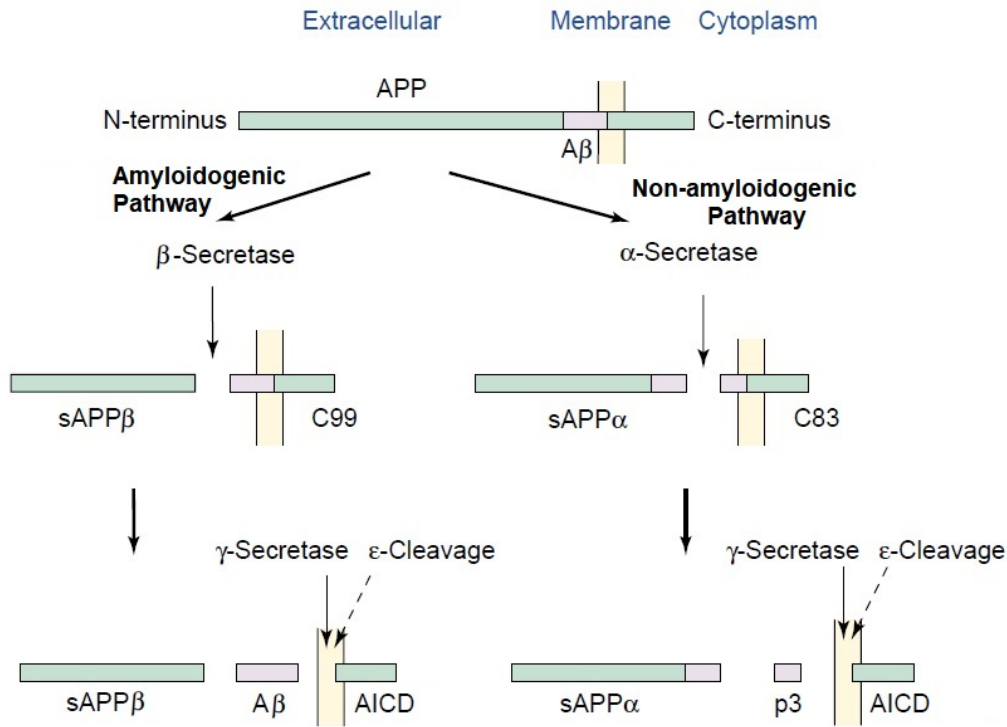 Extracellular Membrane Cytoplasm
APP
N-terminus C-terminus
Aβ
Amyloidogenic
Pathway
Non-amyloidogenic
Pathway
β-Secretase α-Secretase
sAPPβ C99 sAPPα C83
γ-Secretase ε-Cleavage γ-Secretase ε-Cleavage
sAPPβ Aβ AICD sAPPα p3 AICD